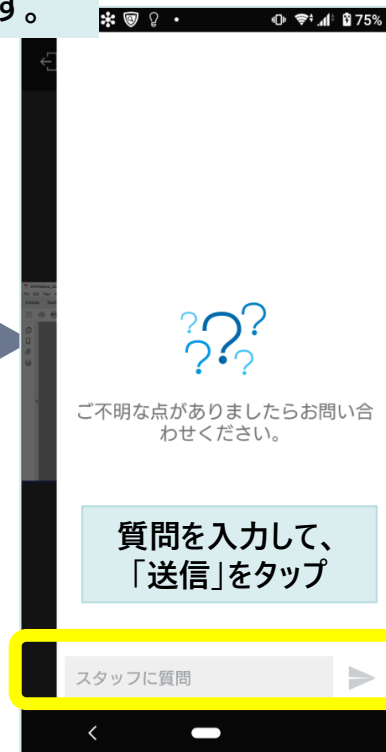 す。
75%
???
??
ご不明な点がありましたらお問い合
わせください。
質問を入力して、
「送信」をタップ
スタッフに質問